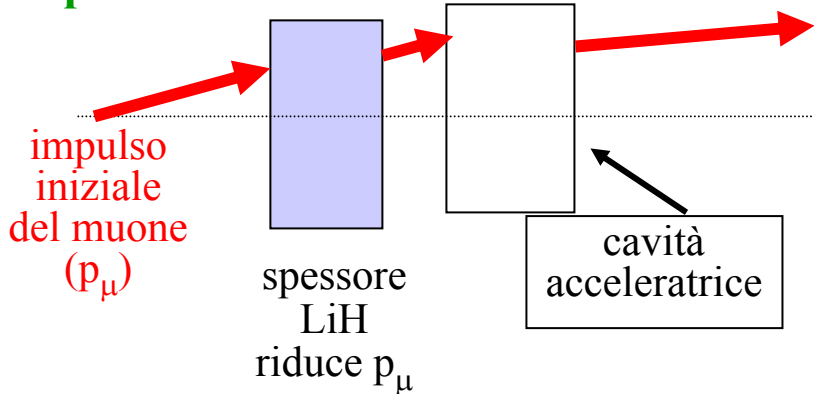 impulso
iniziale
del muone
(pμ)
spessore
LiH
riduce pμ
cavità
acceleratrice